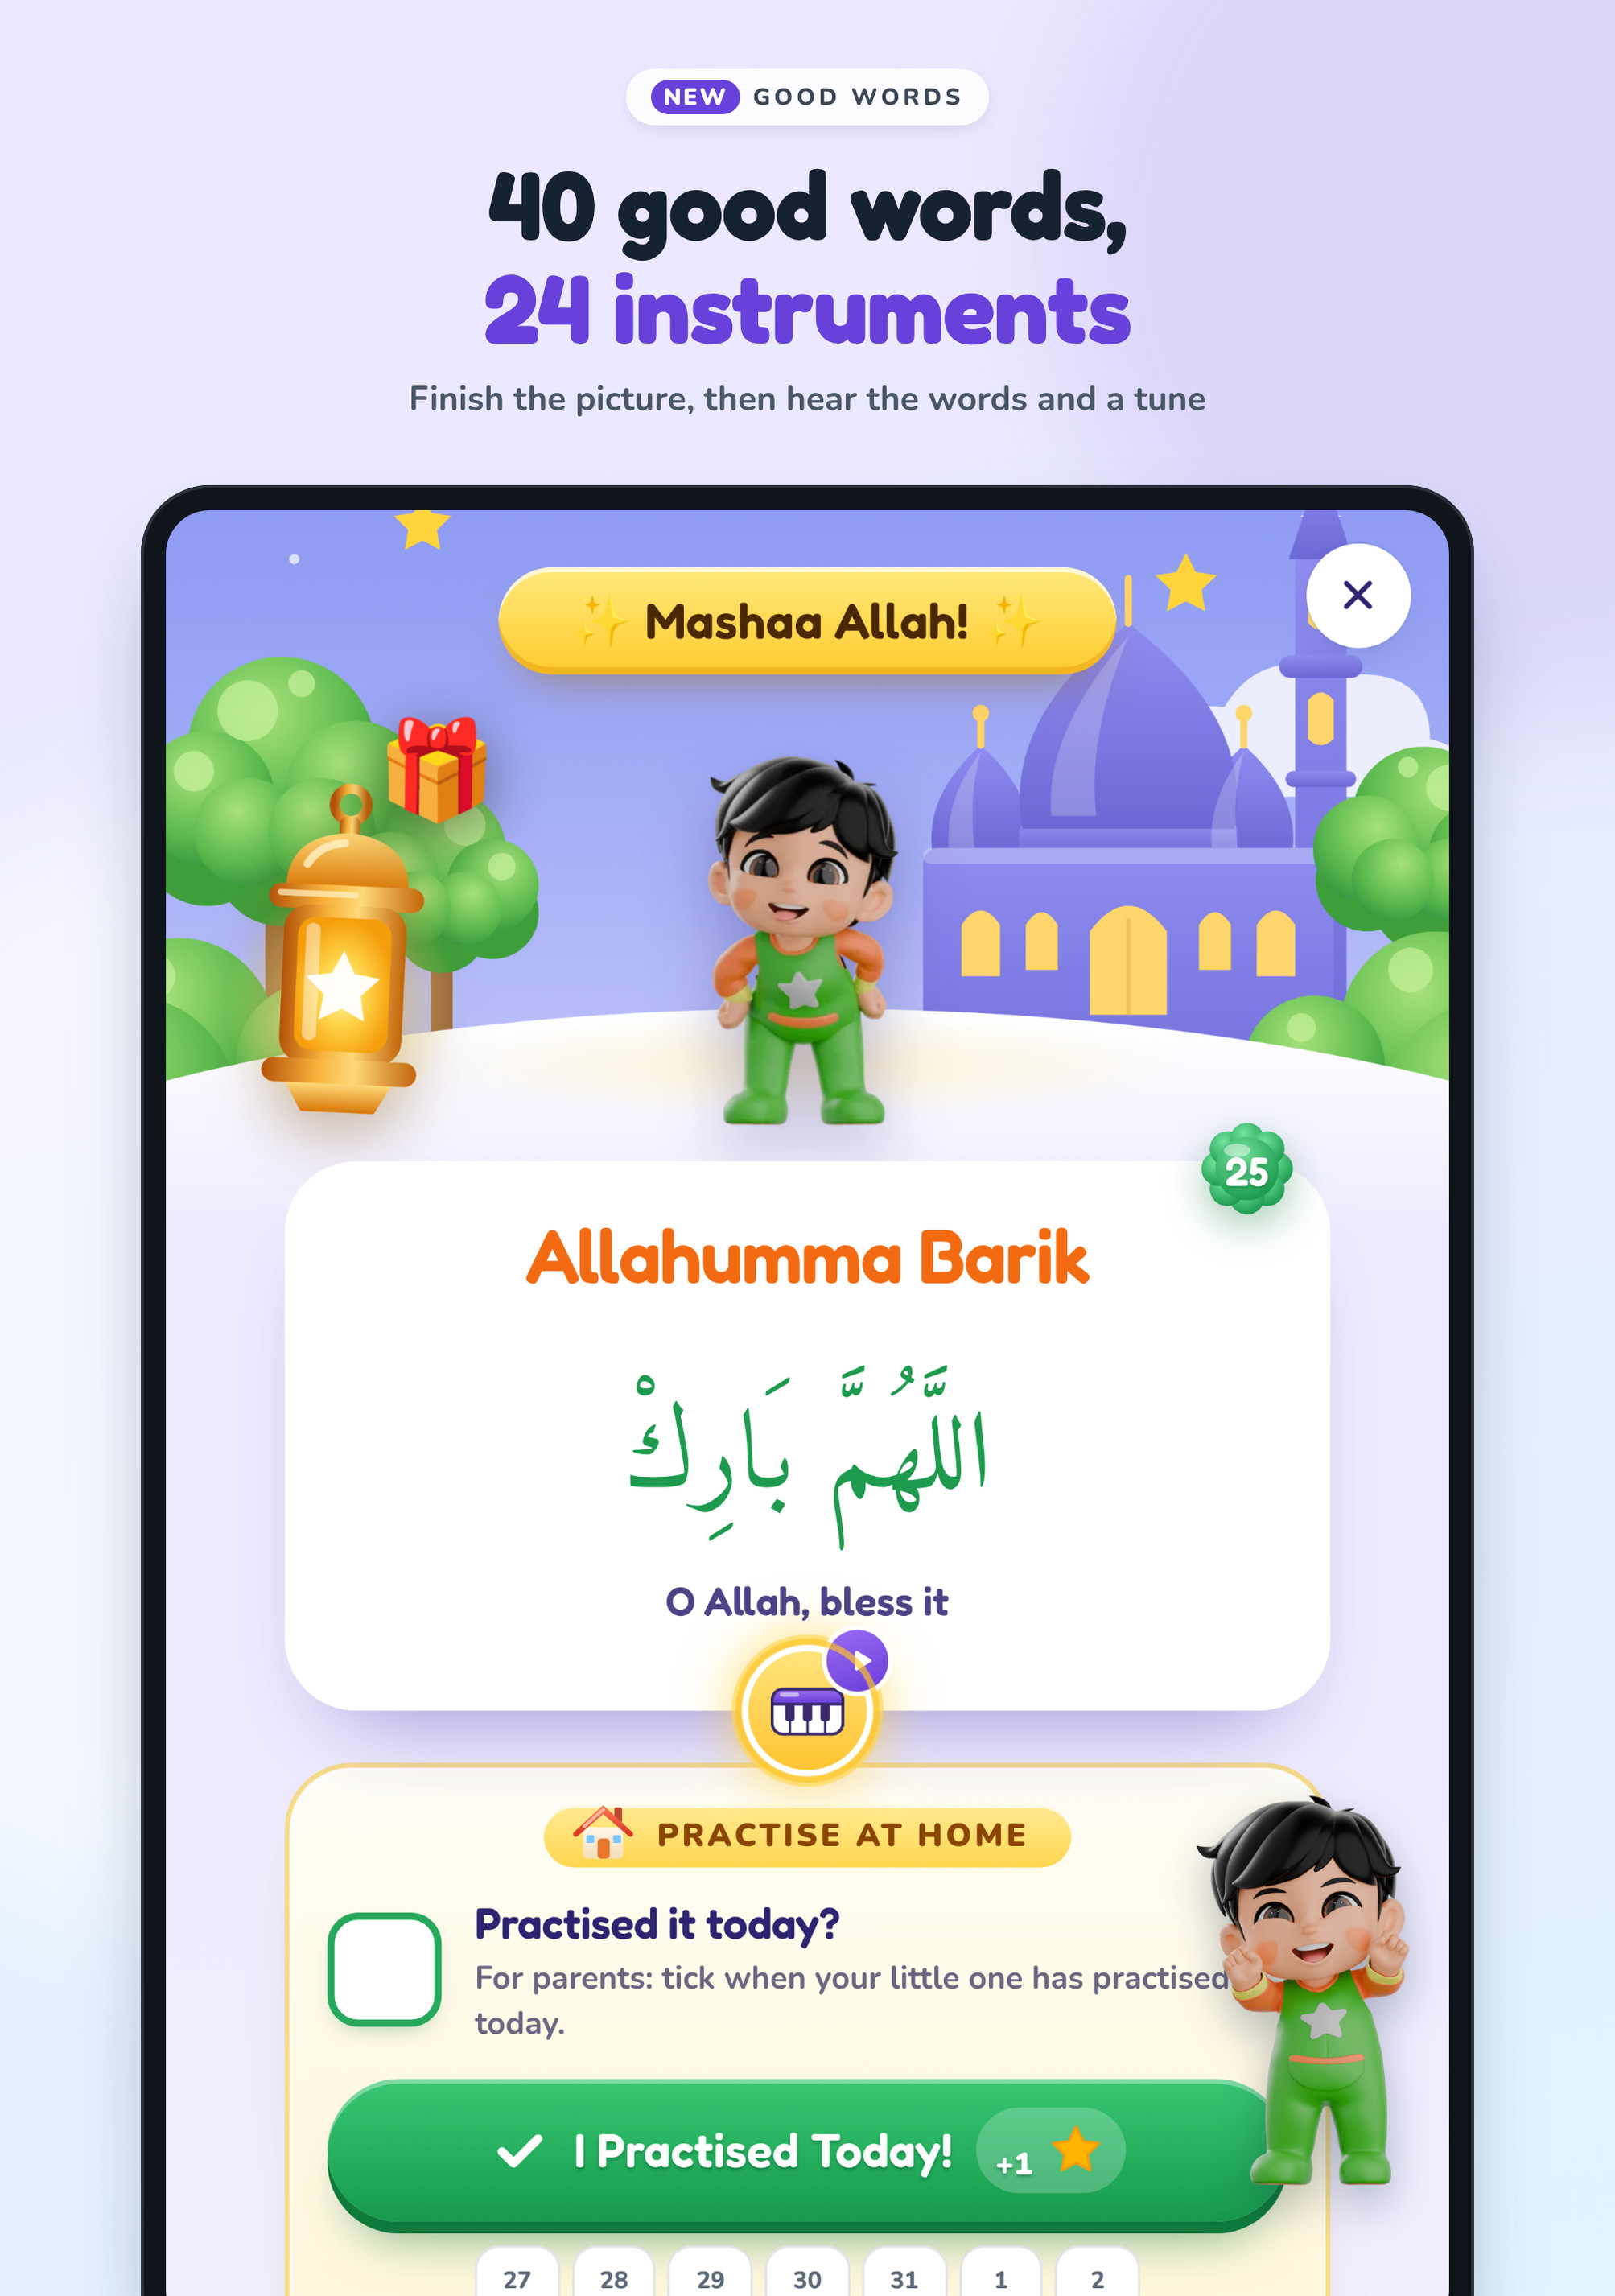 NEW GOOD WORDS
40 good words,
24 instruments
Finish the picture, then hear the words and a tune
✨ Mashaa Allah! ✨
25
Allahumma Barik
اللَّهُمَّ بَارِكْ
O Allah, bless it
PRACTISE AT HOME
Practised it today?
For parents: tick when your little one has practised
today.
I Practised Today! +1
27 28 29 30 31 1 2